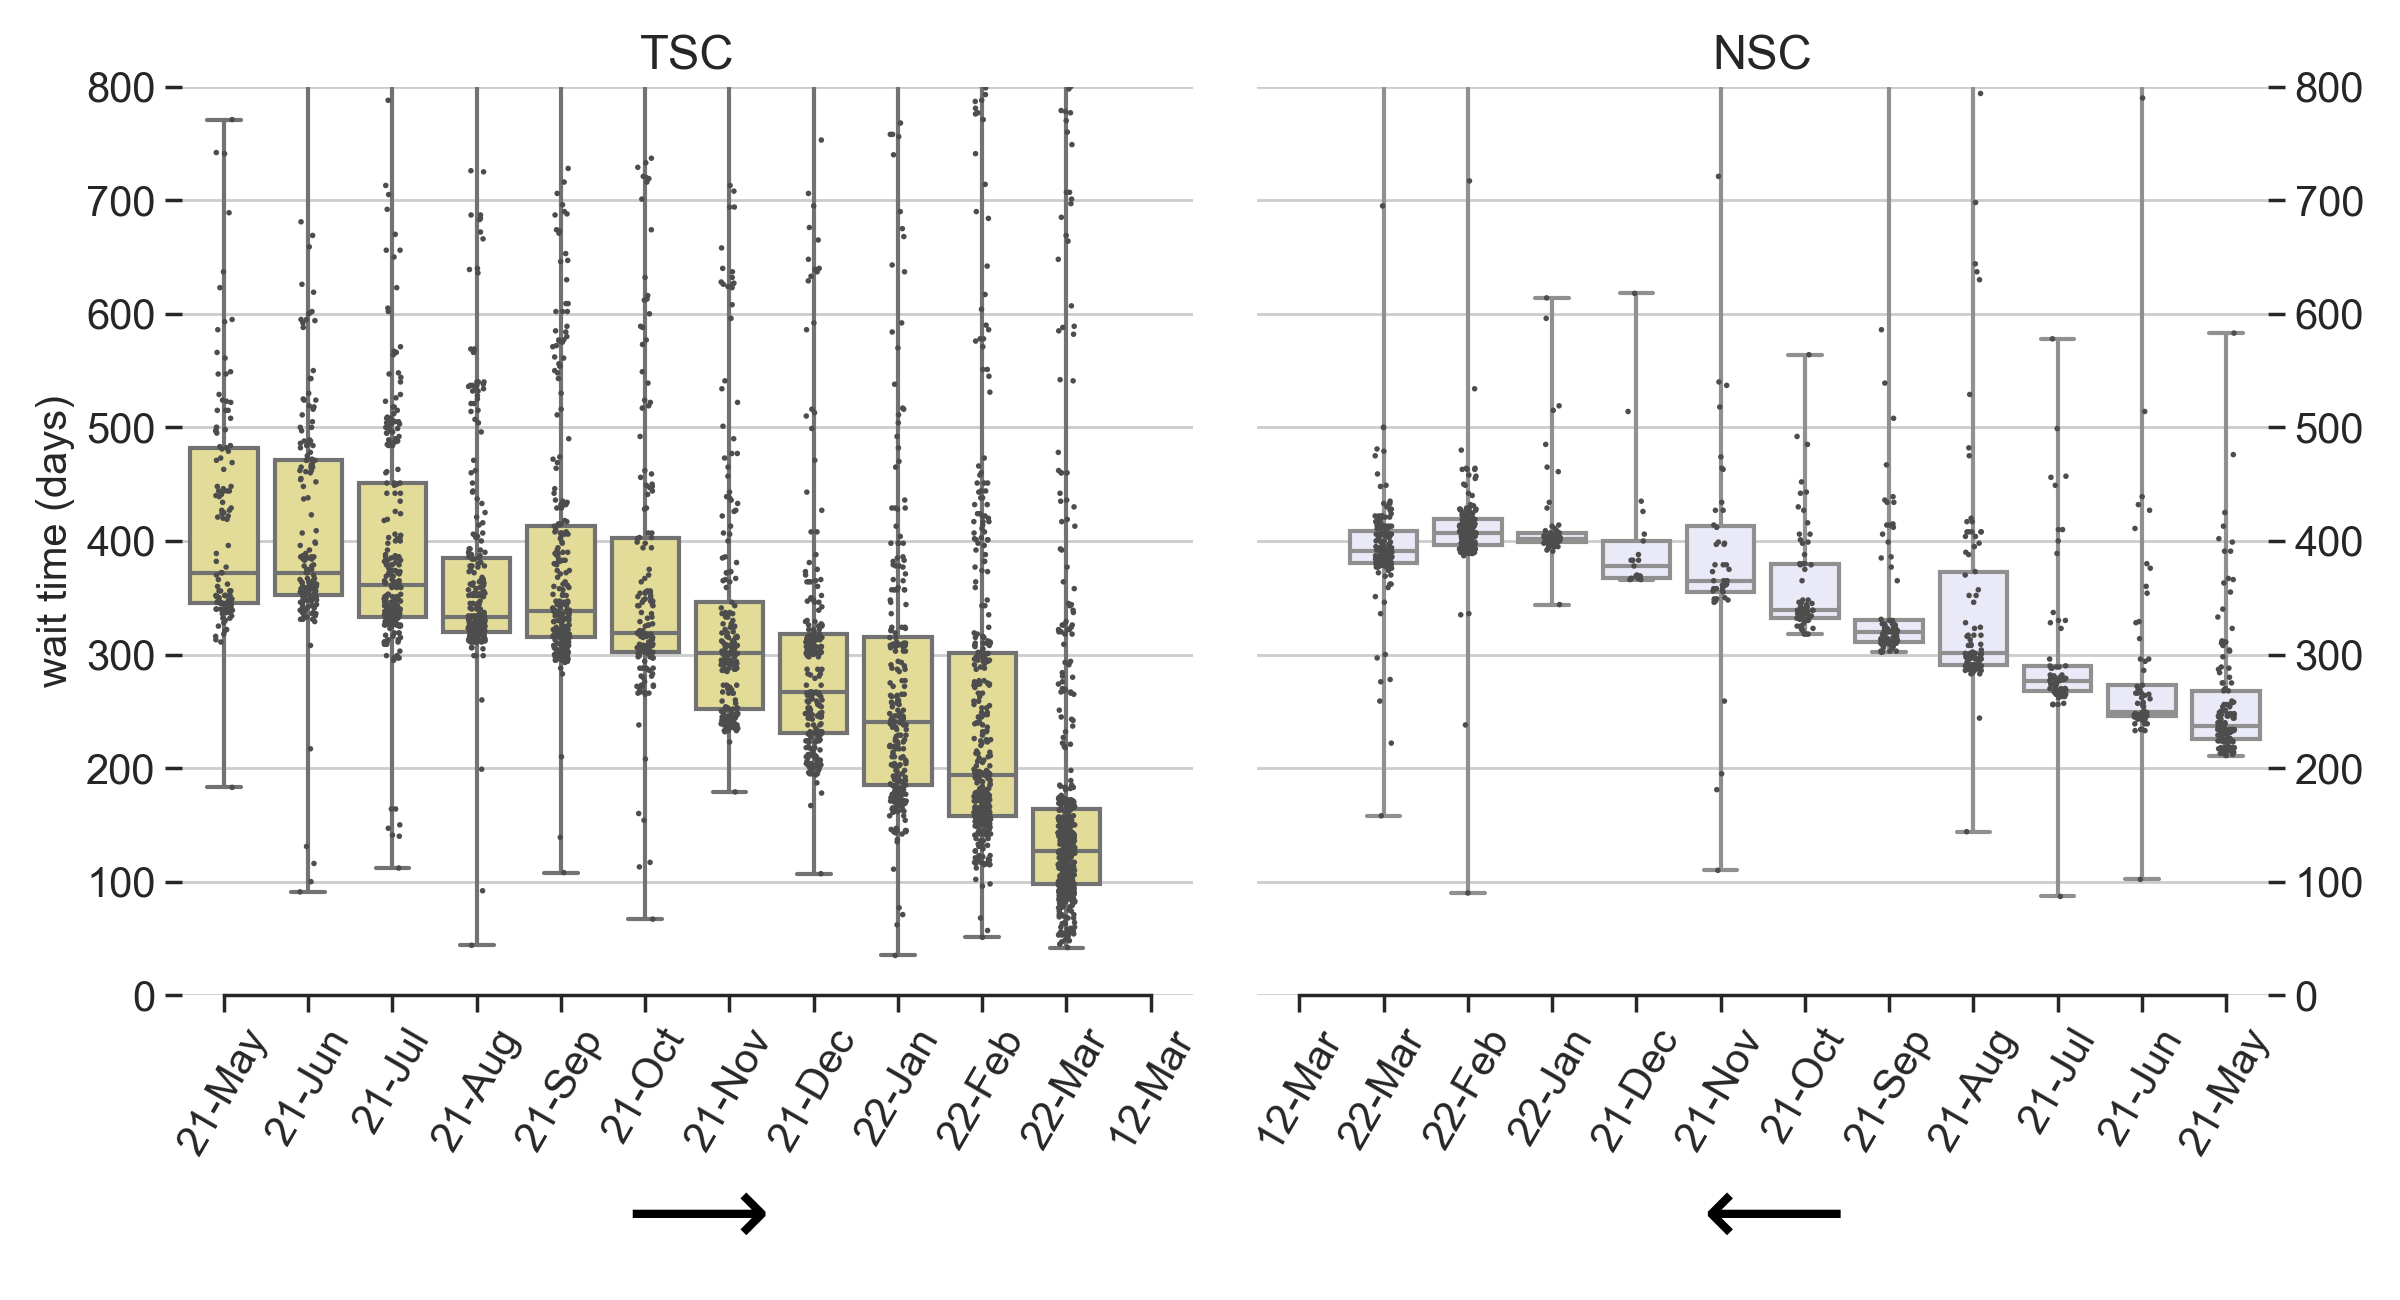 TSC
NSC
wait time (days)
800
700
600
500
400
300
200
100
0
800
700
600
500
400
300
200
100
0
21-May
21-Jun
21-Jul
21-Aug
21-Sep
21-Oct
21-Nov
21-Dec
22-Jan
22-Feb
22-Mar
12-Mar
12-Mar
22-Mar
22-Feb
22-Jan
21-Dec
21-Nov
21-Oct
21-Sep
21-Aug
21-Jul
21-Jun
21-May